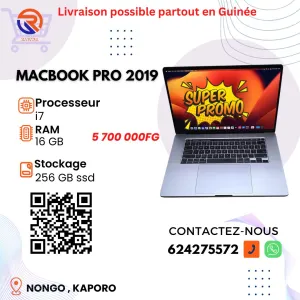 Livraison possible partout en Guinée
MACBOOK PRO 2019
Processeur
i7
RAM
16 GB
5 700 000FG
Stockage
256 GB ssd
SUPER
PROMO
CONTACTEZ-NOUS
624275572
NONGO , KAPORO